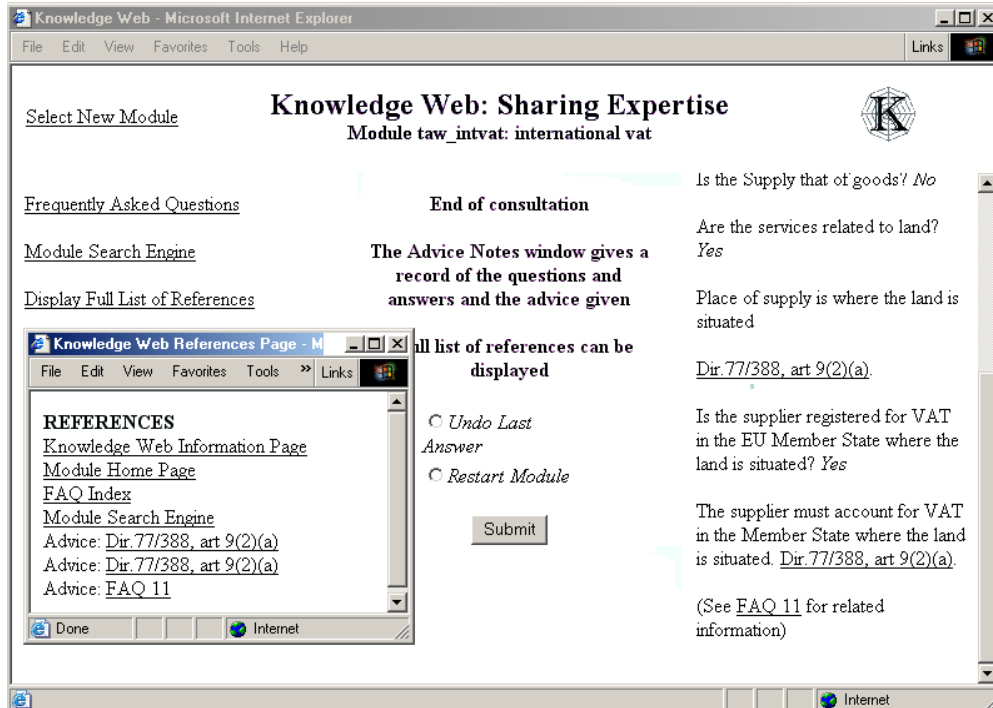 Knowledge Web - Microsoft Internet Explorer
File Edit View Favorites Tools Help
Links
Select New Module
Knowledge Web: Sharing Expertise
Module taw_intvat: international vat
K
Frequently Asked Questions
Module Search Engine
Display Full List of References
End of consultation
The Advice Notes window gives a
record of the questions and
answers and the advice given
ll list of references can be
displayed
Undo Last
Answer
Restart Module
Submit
Is the Supply that of goods? No
Are the services related to land?
Yes
Place of supply is where the land is
situated
Dir.77/388, art 9(2)(a).
Is the supplier registered for VAT
in the EU Member State where the
land is situated? Yes
The supplier must account for VAT
in the Member State where the land
is situated. Dir.77/388, art 9(2)(a).
(See FAQ 11 for related
information)
Knowledge Web References Page - M
File Edit View Favorites Tools » Links
REFERENCES
Knowledge Web Information Page
Module Home Page
FAQ Index
Module Search Engine
Advice: Dir.77/388, art 9(2)(a)
Advice: Dir.77/388, art 9(2)(a)
Advice: FAQ 11
Done
Internet
Internet